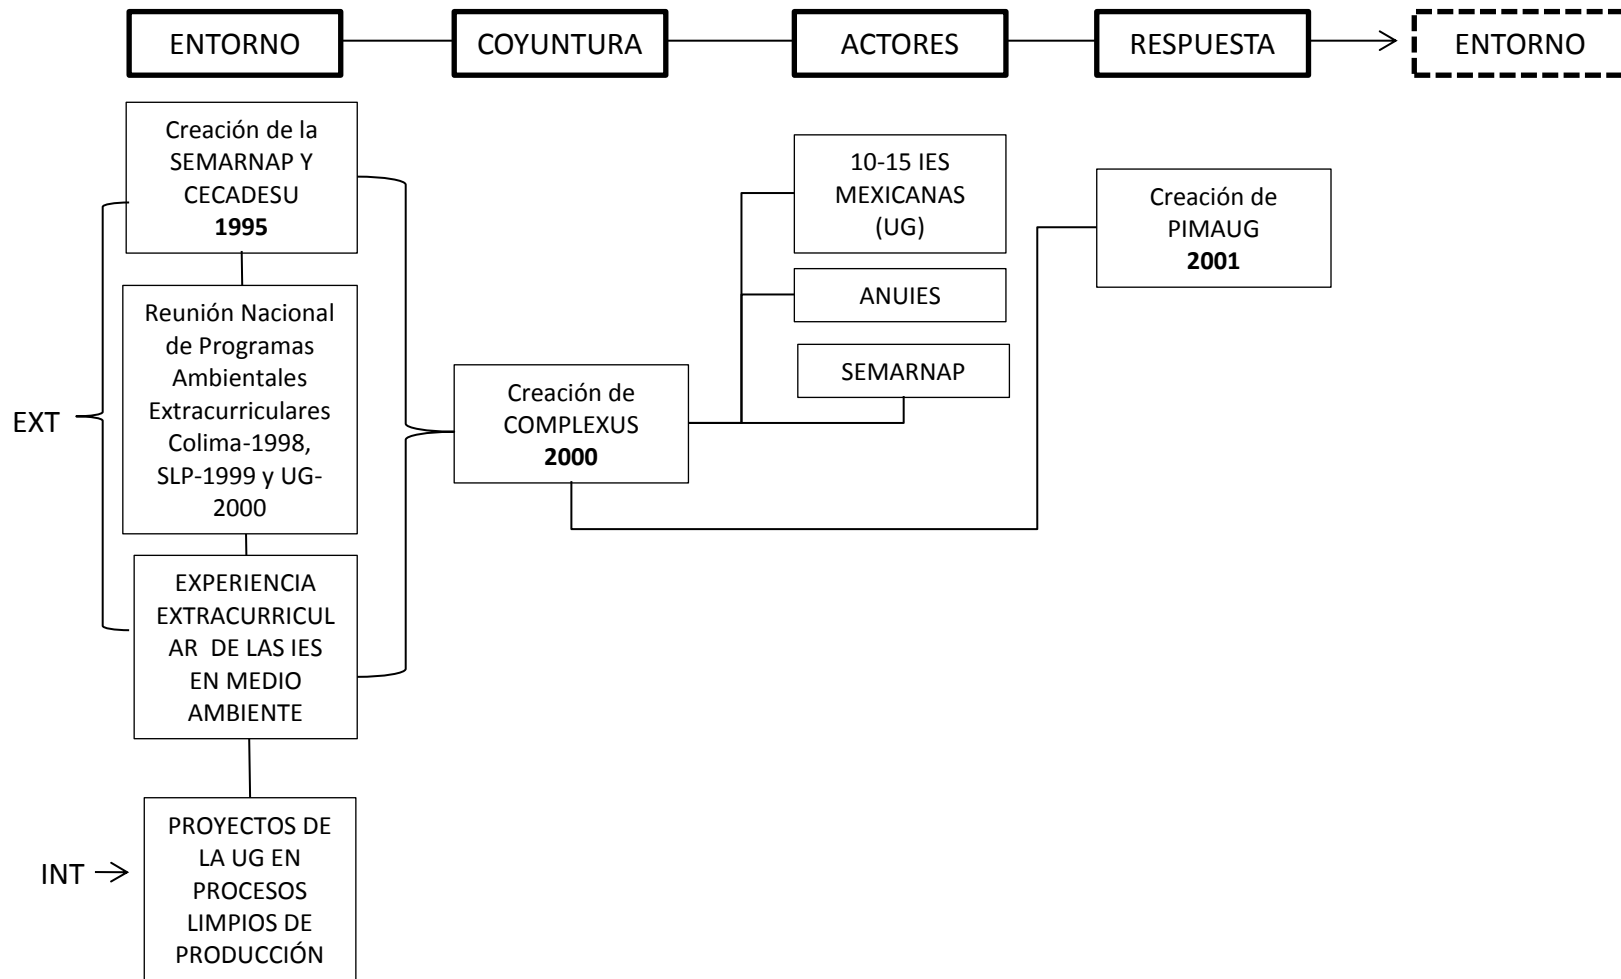 ENTORNO
COYUNTURA
ACTORES
RESPUESTA
ENTORNO
Creación de la
SEMARNAP Y
CECADESU
1995
Reunión Nacional
de Programas
Ambientales
Extracurriculares
Colima-1998,
SLP-1999 y UG-
2000
EXPERIENCIA
EXTRACURRICUL
AR DE LAS IES
EN MEDIO
AMBIENTE
EXT
PROYECTOS DE
LA UG EN
PROCESOS
LIMPIOS DE
PRODUCCIÓN
INT
Creación de
COMPLEXUS
2000
10-15 IES
MEXICANAS
(UG)
ANUIES
SEMARNAP
Creación de
PIMAUG
2001